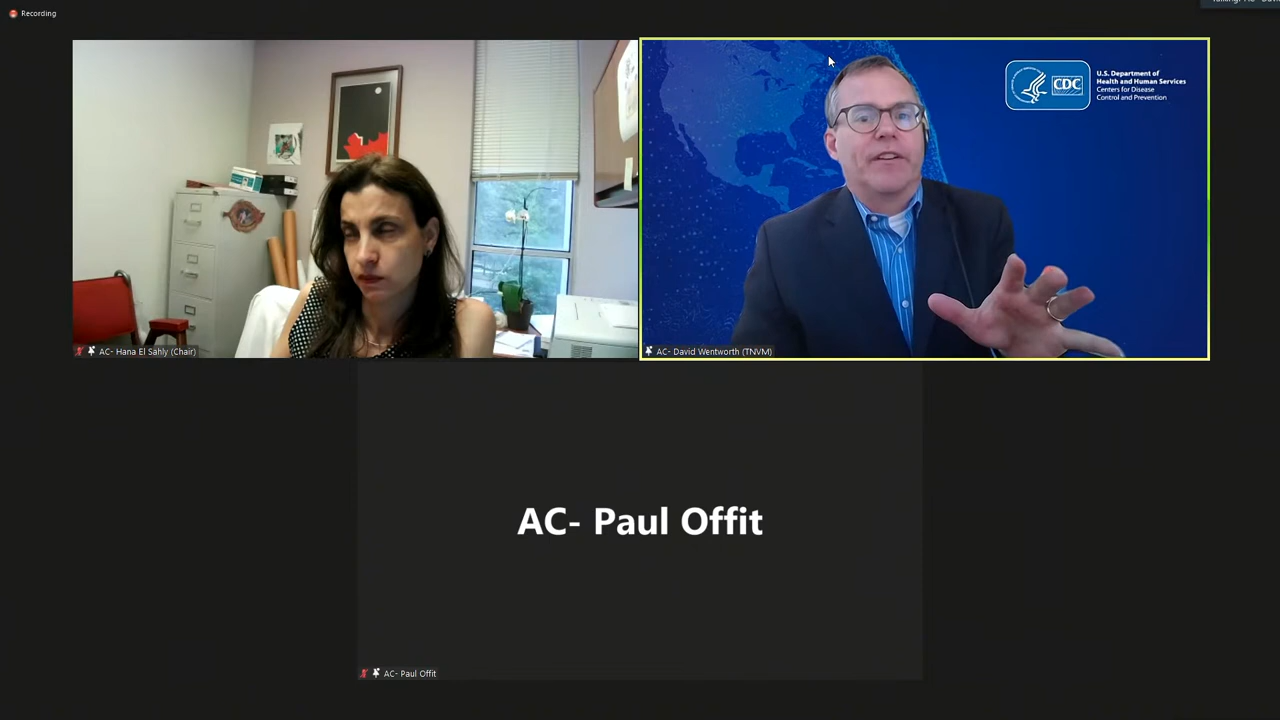 Recording
U.S. Department of
Health and Human Services
Centers for Disease
Control and Prevention
CDC
AC- Hana El Sahly (Chair)
AC- David Wentworth (TNVM)
AC- Paul Offit
AC- Paul Offit